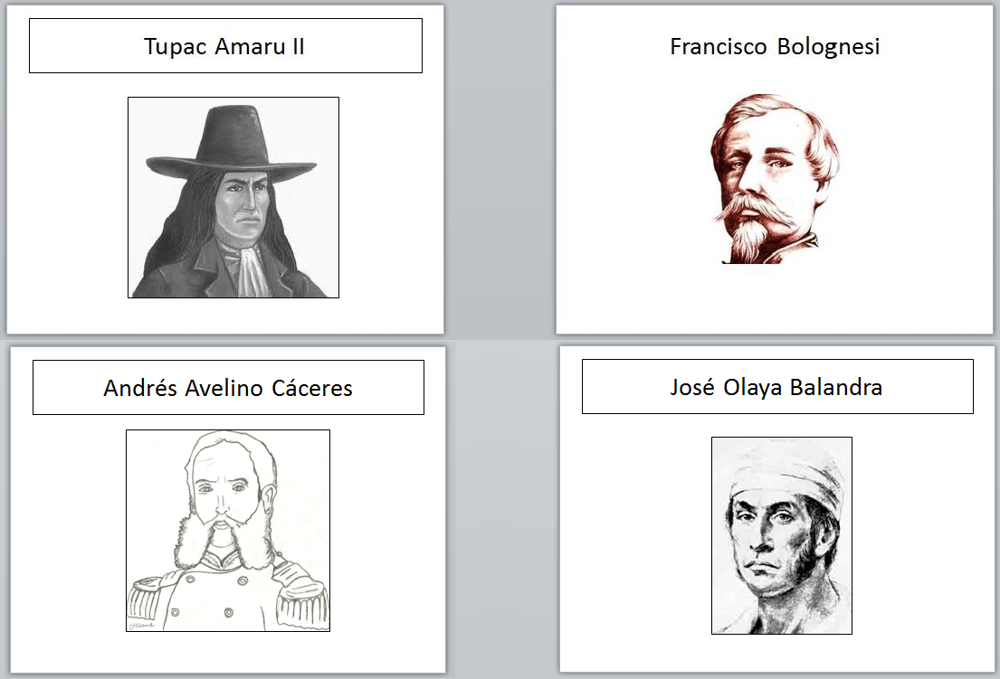 Tupac Amaru II
Francisco Bolognesi
Andrés Avelino Cáceres
José Olaya Balandra